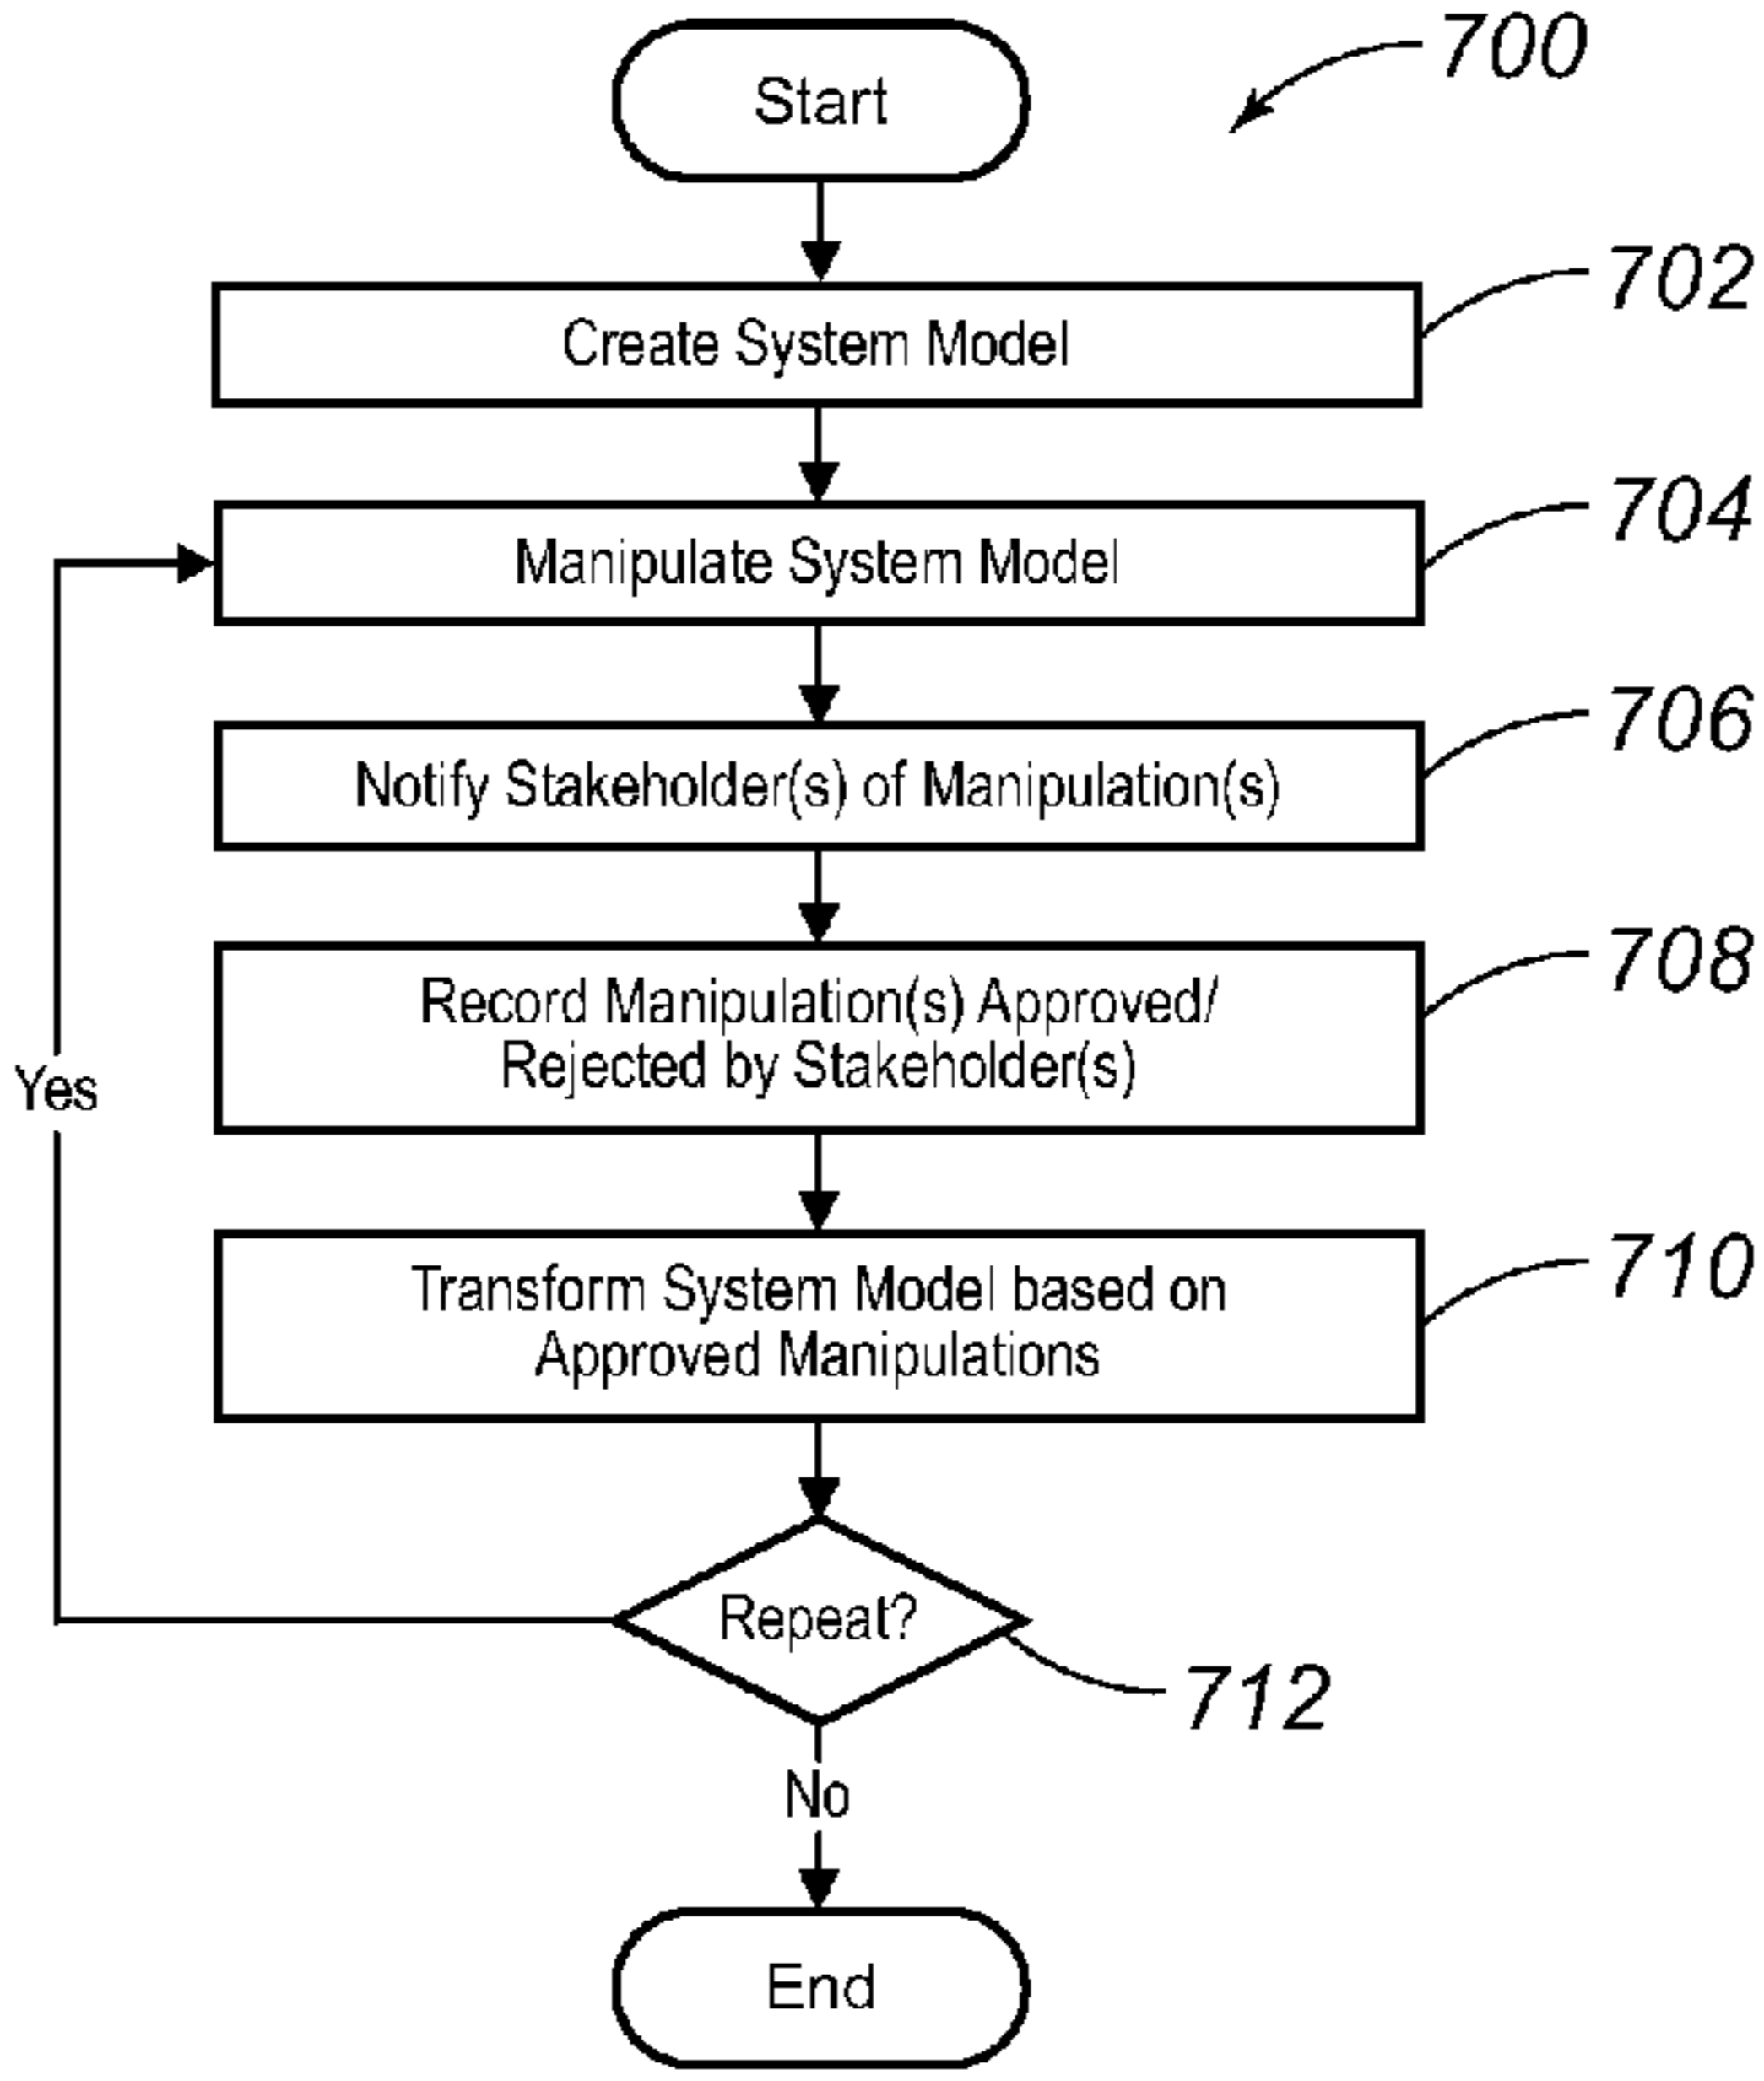 Start
700
Create System Model
702
Manipulate System Model
704
Notify Stakeholder(s) of Manipulation(s)
706
Record Manipulation(s) Approved/
Rejected by Stakeholder(s)
708
Yes
Transform System Model based on
Approved Manipulations
710
Repeat?
712
No
End